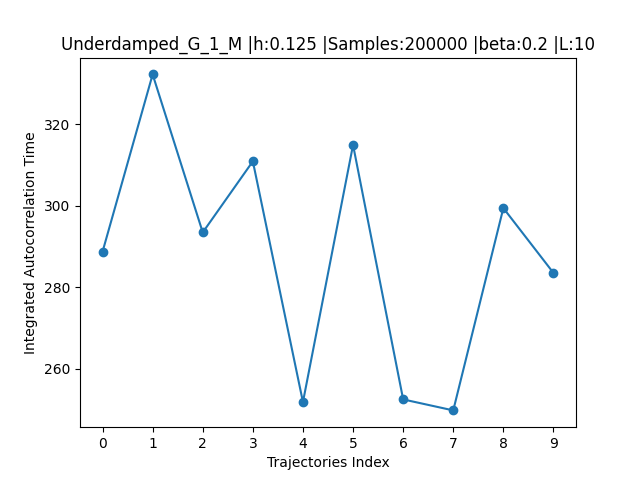 Underdamped_G_1_M |h:0.125 |Samples:200000 |beta:0.2 |L:10
Integrated Autocorrelation Time
320
300
280
260
0 1 2 3 4 5 6 7 8 9
Trajectories Index